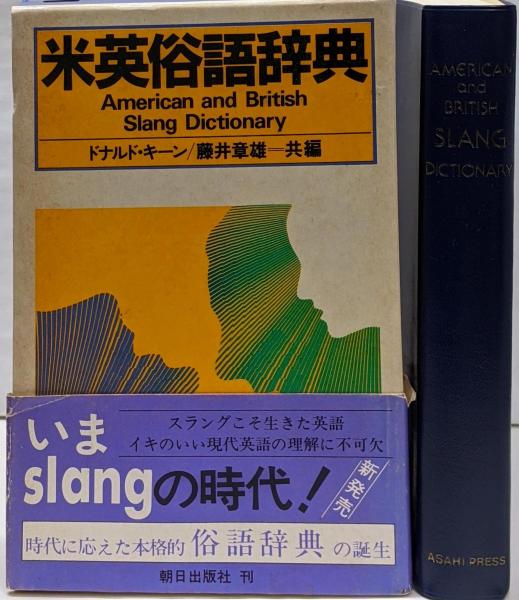 米英俗語辞典
American and British
Slang Dictionary
ドナルド・キーン/藤井章雄＝共編
いま
slangの時代!
スラングこそ生きた英語
イキのいい現代英語の理解に不可欠
新発売
時代に応えた本格的 俗語辞典 の誕生
朝日出版社 刊
AMERICAN
and
BRITISH
SLANG
DICTIONARY
ASAHI PRESS